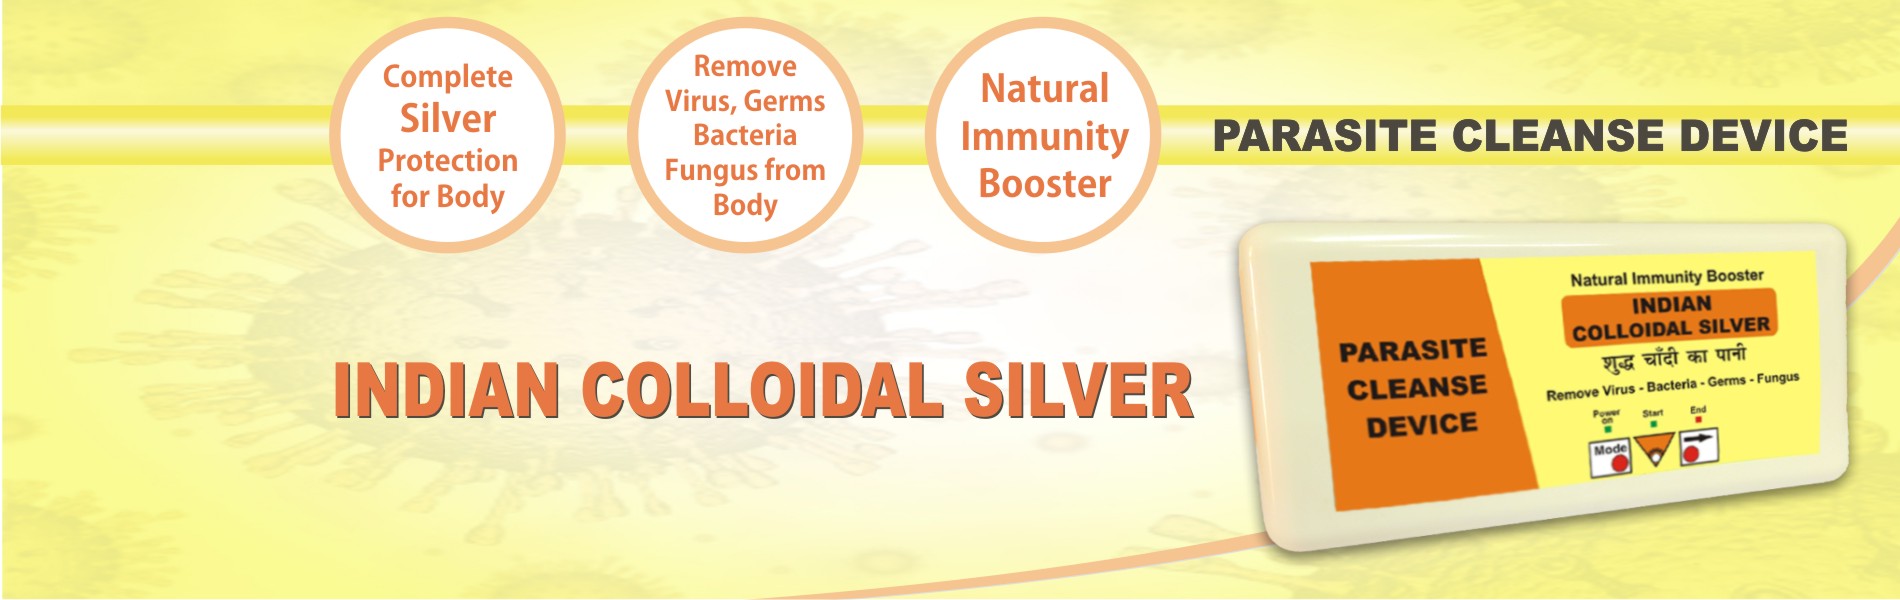 Complete
Silver
Protection
for Body
Remove
Virus, Germs
Bacteria
Fungus from
Body
Natural
Immunity
Booster
PARASITE CLEANSE DEVICE
INDIAN COLLOIDAL SILVER
PARASITE
CLEANSE
DEVICE
Natural Immunity Booster
INDIAN
COLLOIDAL SILVER
शुद्ध चाँदी का पानी
Remove Virus - Bacteria - Germs - Fungus
Power on Start End
Mode